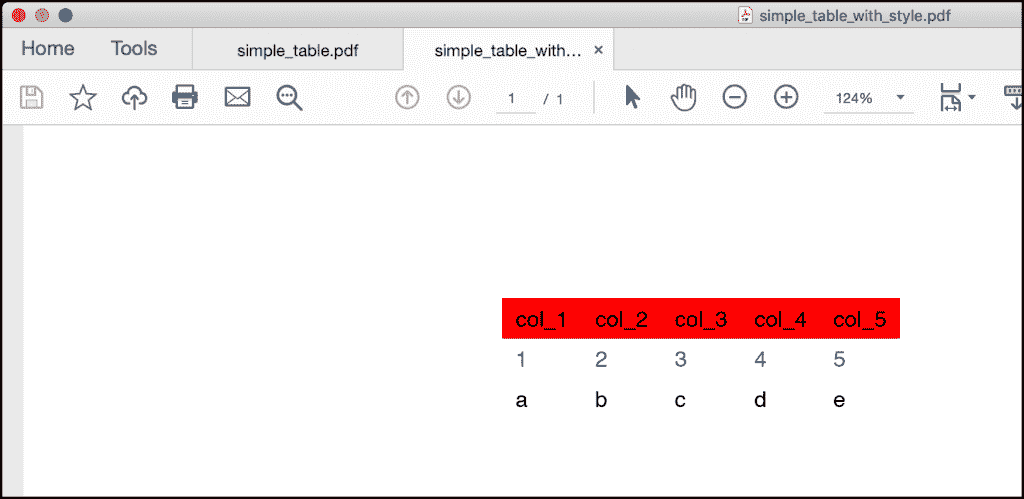 simple_table_with_style.pdf
Home Tools simple_table.pdf simple_table_with... ×
1 / 1 124%
col_1 col_2 col_3 col_4 col_5
1 2 3 4 5
a b c d e